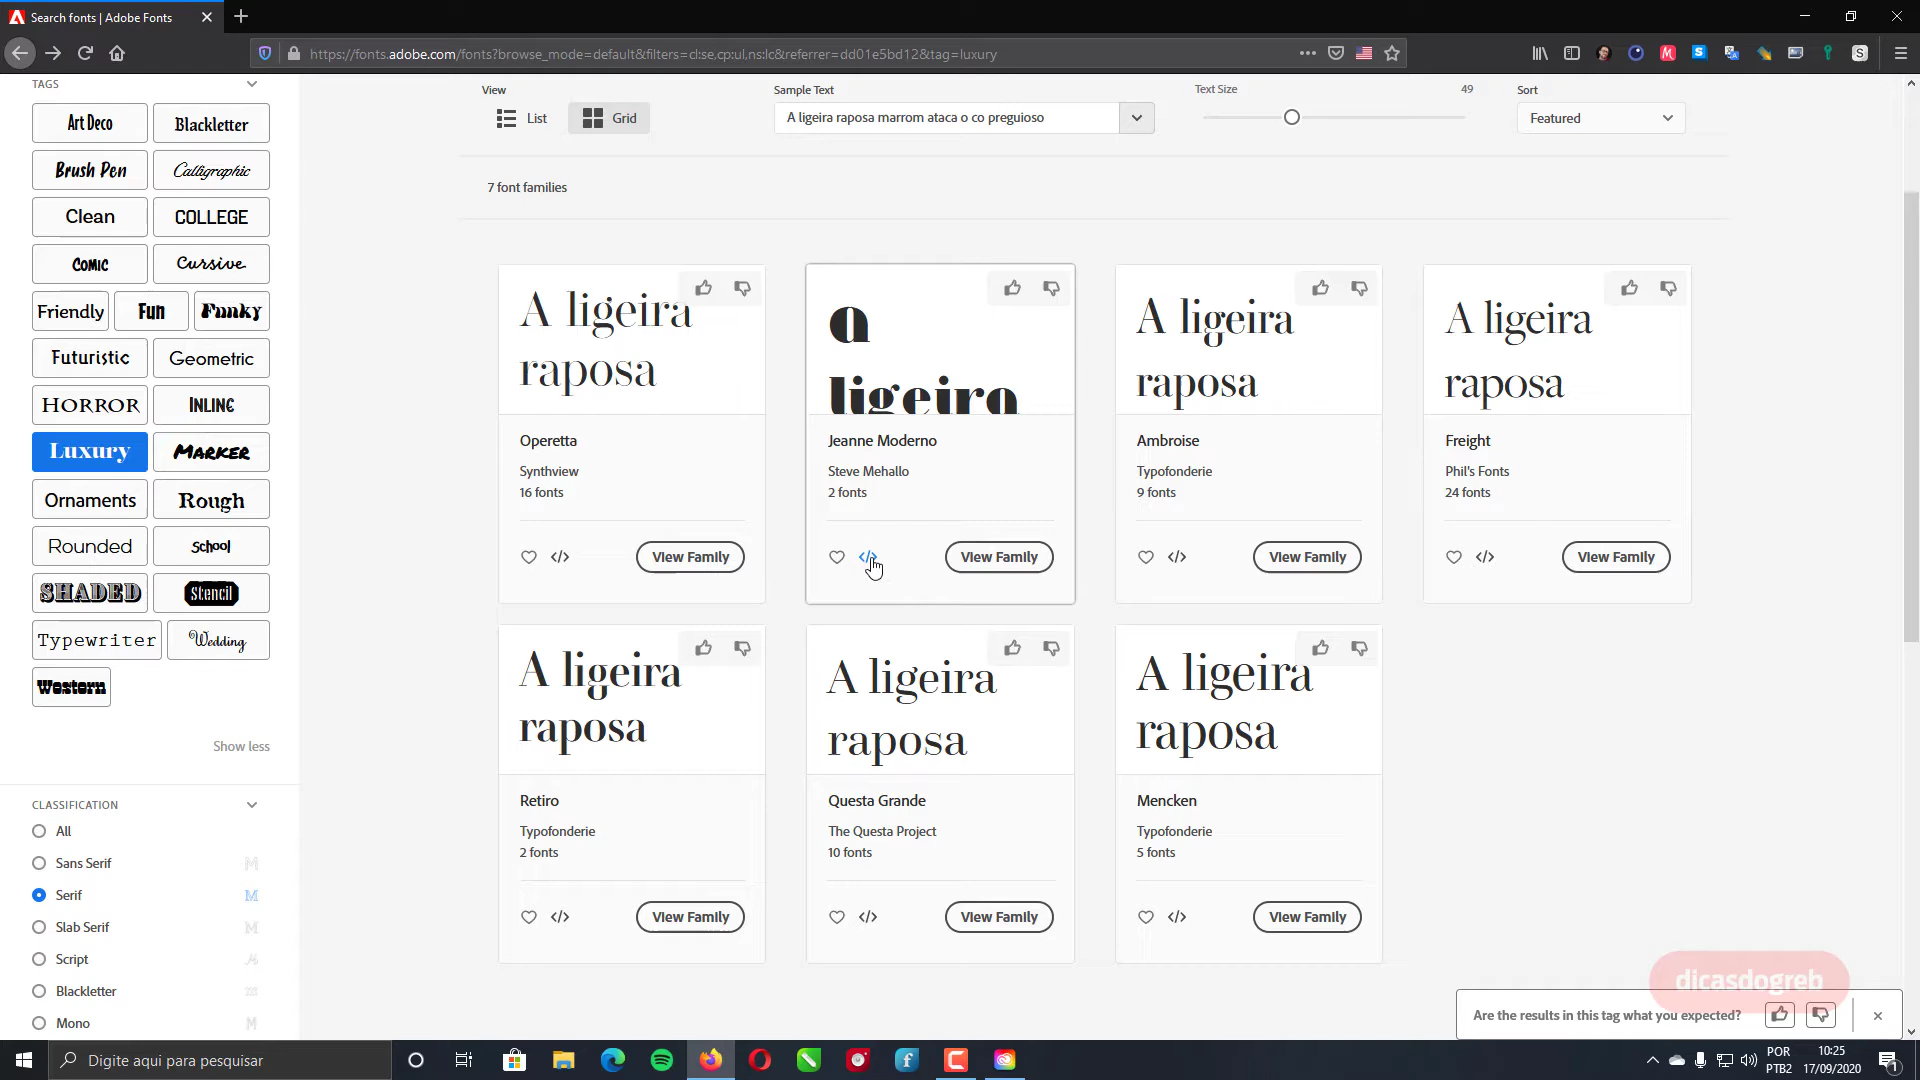 Search fonts | Adobe Fonts
https://fonts.adobe.com/fonts?browse_mode=default&filters=cl:se,cp:ul,ns:lc&referrer=dd01e5bd12&tag=luxury
TAGS
Art Deco
Blackletter
Brush Pen
Calligraphic
Clean
COLLEGE
Comic
Cursive
Friendly
Fun
Funky
Futuristic
Geometric
HORROR
INLINE
Luxury
MARKER
Ornaments
Rough
Rounded
School
SHADED
Stencil
Typewriter
Wedding
Western
Show less
CLASSIFICATION
All
Sans Serif
Serif
Slab Serif
Script
Blackletter
Mono
View
List
Grid
Sample Text
A ligeira raposa marrom ataca o co preguioso
Text Size
49
Sort
Featured
7 font families
A ligeira
raposa
Operetta
Synthview
16 fonts
View Family
a
ligeira
Jeanne Moderno
Steve Mehallo
2 fonts
View Family
A ligeira
raposa
Ambroise
Typofonderie
9 fonts
View Family
A ligeira
raposa
Freight
Phil's Fonts
24 fonts
View Family
A ligeira
raposa
Retiro
Typofonderie
2 fonts
View Family
A ligeira
raposa
Questa Grande
The Questa Project
10 fonts
View Family
A ligeira
raposa
Mencken
Typofonderie
5 fonts
View Family
dicasdogreb
Are the results in this tag what you expected?
Digite aqui para pesquisar
POR
PTB2
10:25
17/09/2020
1